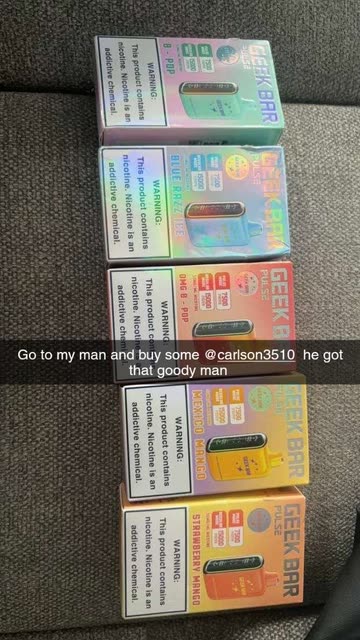 GEEK BAR
PULSE
B - POP
WARNING:
This product contains
nicotine. Nicotine is an
addictive chemical.
GEEK BAR
PULSE
BLUE RAZZ ICE
WARNING:
This product contains
nicotine. Nicotine is an
addictive chemical.
GEEK B
PULSE
OMG B - POP
WARNING
This product
nicotine.
addictive
Go to my man and buy some @carlson3510 he got
that goody man
GEEK BAR
PULSE
MEXICO MANGO
WARNING:
This product contains
nicotine. Nicotine is an
addictive chemical.
GEEK BAR
PULSE
STRAWBERRY MANGO
WARNING:
This product contains
nicotine. Nicotine is an
addictive chemical.